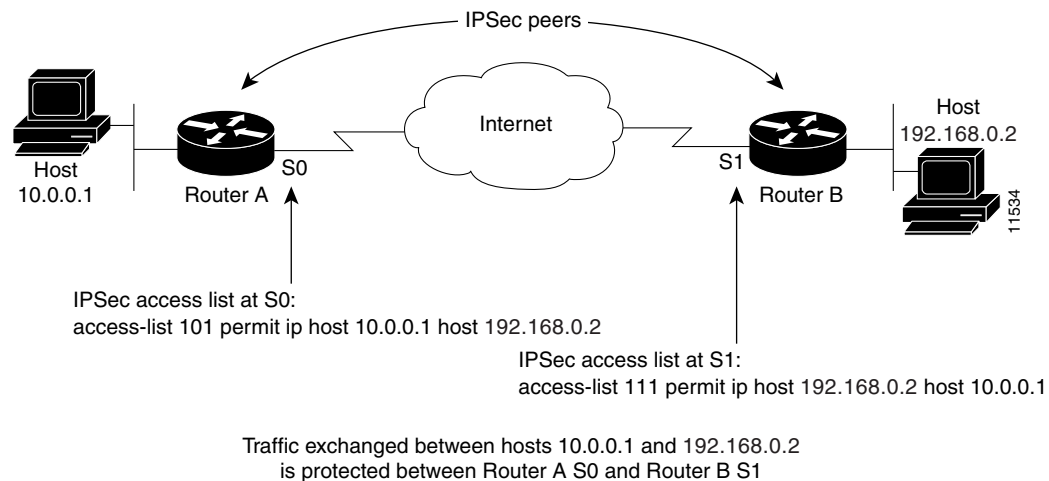 IPSec peers
Internet
Host
10.0.0.1
Router A
S0
S1
Router B
Host
192.168.0.2
11534
IPSec access list at S0:
access-list 101 permit ip host 10.0.0.1 host 192.168.0.2
IPSec access list at S1:
access-list 111 permit ip host 192.168.0.2 host 10.0.0.1
Traffic exchanged between hosts 10.0.0.1 and 192.168.0.2
is protected between Router A S0 and Router B S1